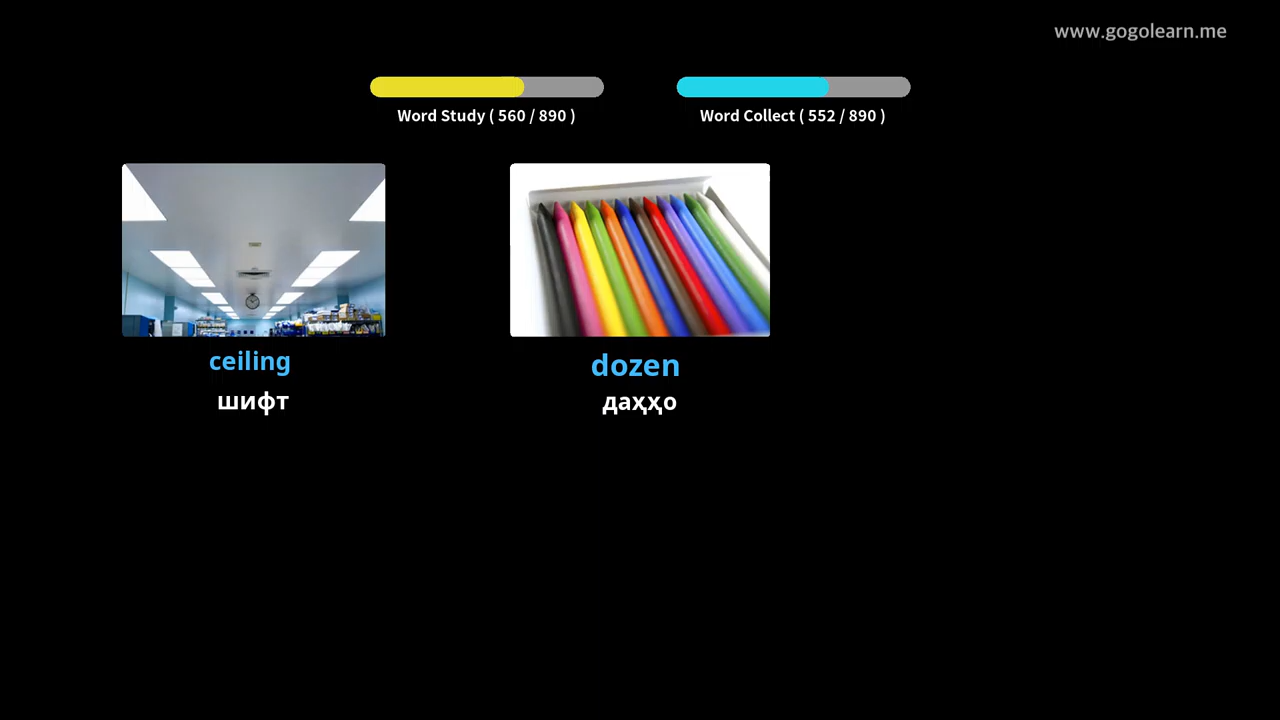 www.gogolearn.me
Word Study ( 560 / 890 )
Word Collect ( 552 / 890 )
ceiling
шифт
dozen
даҳҳо